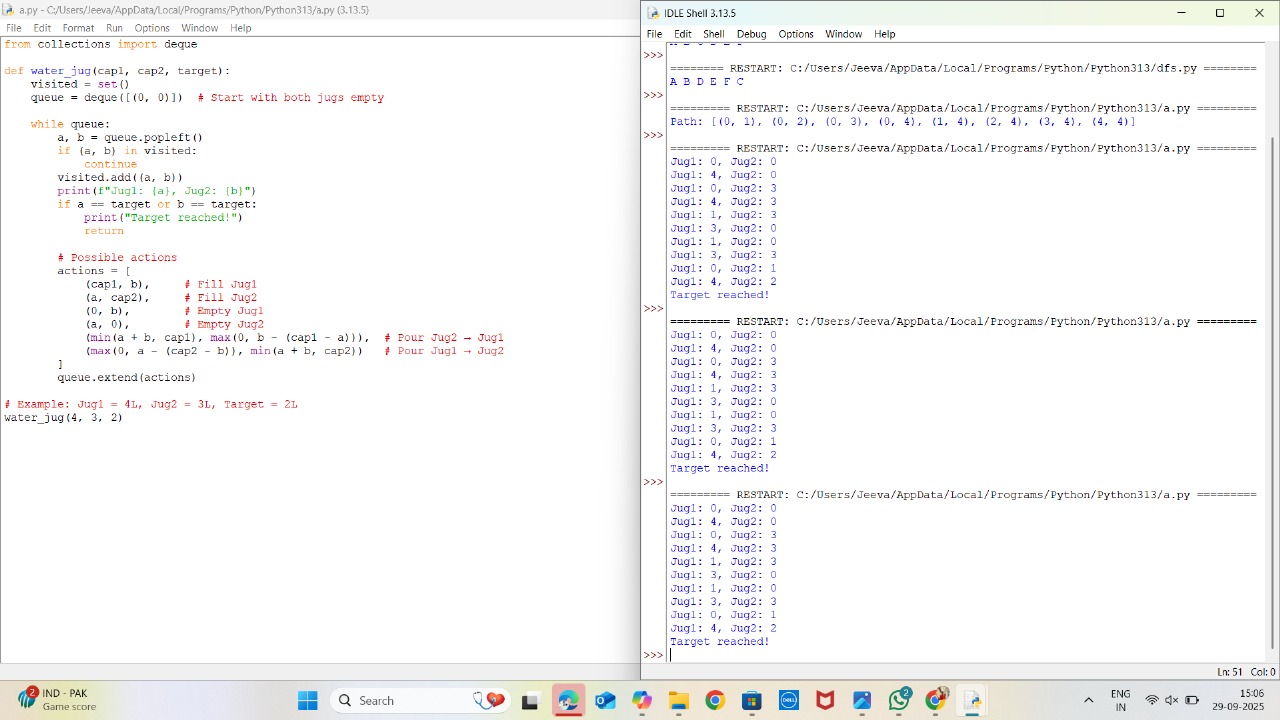 a.py - C:/Users/Jeeva/AppData/Local/Programs/Python/Python313/a.py (3.13.5)
File Edit Format Run Options Window Help
from collections import deque
def water_jug(cap1, cap2, target):
    visited = set()
    queue = deque([(0, 0)])  # Start with both jugs empty
    while queue:
        a, b = queue.popleft()
        if (a, b) in visited:
            continue
        visited.add((a, b))
        print(f"Jug1: {a}, Jug2: {b}")
        if a == target or b == target:
            print("Target reached!")
            return
        # Possible actions
        actions = [
            (cap1, b),     # Fill Jug1
            (a, cap2),     # Fill Jug2
            (0, b),        # Empty Jug1
            (a, 0),        # Empty Jug2
            (min(a + b, cap1), max(0, b - (cap1 - a))),  # Pour Jug2 → Jug1
            (max(0, a - (cap2 - b)), min(a + b, cap2))   # Pour Jug1 → Jug2
        ]
        queue.extend(actions)
# Example: Jug1 = 4L, Jug2 = 3L, Target = 2L
water_jug(4, 3, 2)
IDLE Shell 3.13.5
File Edit Shell Debug Options Window Help
>>>
======== RESTART: C:/Users/Jeeva/AppData/Local/Programs/Python/Python313/dfs.py ========
A B D E F C
>>>
========= RESTART: C:/Users/Jeeva/AppData/Local/Programs/Python/Python313/a.py =========
Path: [(0, 1), (0, 2), (0, 3), (0, 4), (1, 4), (2, 4), (3, 4), (4, 4)]
>>>
========= RESTART: C:/Users/Jeeva/AppData/Local/Programs/Python/Python313/a.py =========
Jug1: 0, Jug2: 0
Jug1: 4, Jug2: 0
Jug1: 0, Jug2: 3
Jug1: 4, Jug2: 3
Jug1: 1, Jug2: 3
Jug1: 3, Jug2: 0
Jug1: 1, Jug2: 0
Jug1: 3, Jug2: 3
Jug1: 0, Jug2: 1
Jug1: 4, Jug2: 2
Target reached!
>>>
========= RESTART: C:/Users/Jeeva/AppData/Local/Programs/Python/Python313/a.py =========
Jug1: 0, Jug2: 0
Jug1: 4, Jug2: 0
Jug1: 0, Jug2: 3
Jug1: 4, Jug2: 3
Jug1: 1, Jug2: 3
Jug1: 3, Jug2: 0
Jug1: 1, Jug2: 0
Jug1: 3, Jug2: 3
Jug1: 0, Jug2: 1
Jug1: 4, Jug2: 2
Target reached!
>>>
========= RESTART: C:/Users/Jeeva/AppData/Local/Programs/Python/Python313/a.py =========
Jug1: 0, Jug2: 0
Jug1: 4, Jug2: 0
Jug1: 0, Jug2: 3
Jug1: 4, Jug2: 3
Jug1: 1, Jug2: 3
Jug1: 3, Jug2: 0
Jug1: 1, Jug2: 0
Jug1: 3, Jug2: 3
Jug1: 0, Jug2: 1
Jug1: 4, Jug2: 2
Target reached!
>>>
Ln: 51 Col: 0
2
IND - PAK
Game score
Search
DELL
2
ENG
IN
15:06
29-09-2025